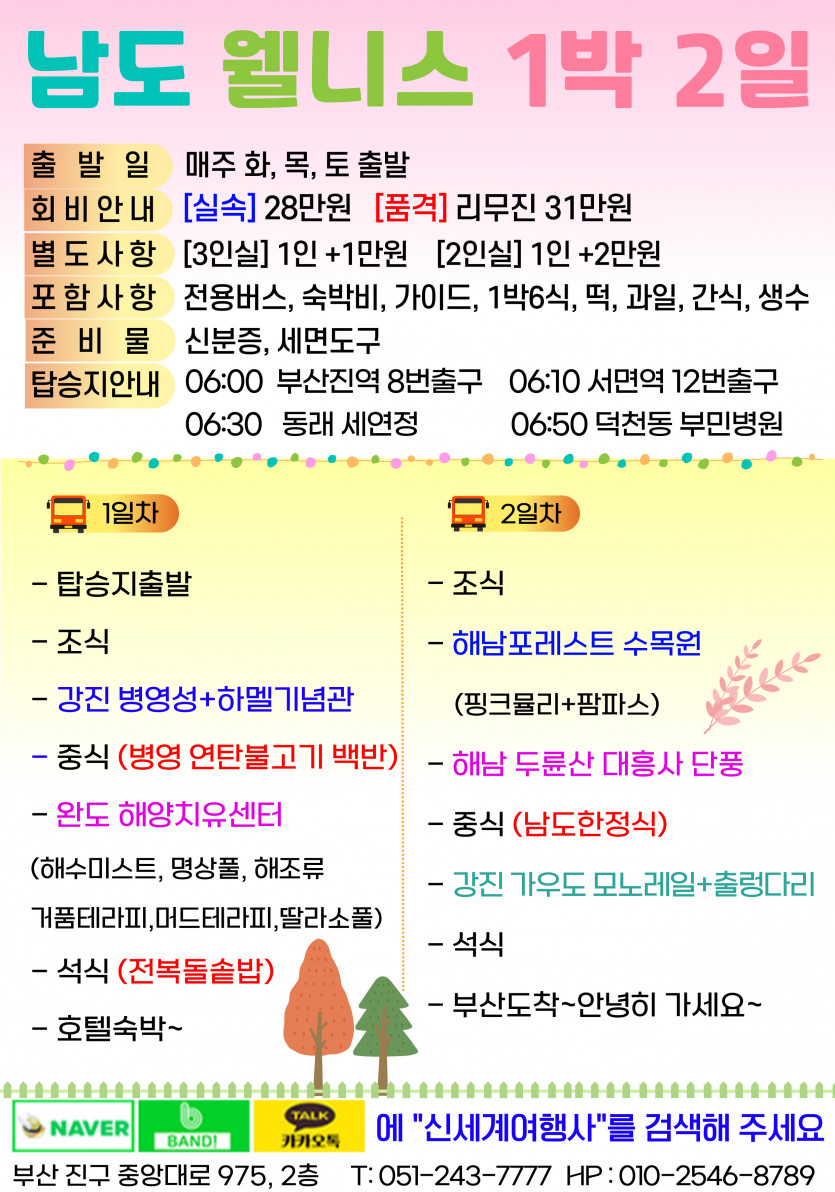 남도 웰니스 1박 2일
출 발 일 매주 화, 목, 토 출발
회비안내 [실속] 28만원 [품격] 리무진 31만원
별도사항 [3인실] 1인 +1만원 [2인실] 1인 +2만원
포함사항 전용버스, 숙박비, 가이드, 1박6식, 떡, 과일, 간식, 생수
준 비 물 신분증, 세면도구
탑승지안내 06:00 부산진역 8번출구 06:10 서면역 12번출구
06:30 동래 세연정 06:50 덕천동 부민병원
1일차
- 탑승지출발
- 조식
- 강진 병영성+하멜기념관
- 중식 (병영 연탄불고기 백반)
- 완도 해양치유센터
(해수미스트, 명상풀, 해조류
거품테라피,머드테라피,딸라소풀)
- 석식 (전복돌솥밥)
- 호텔숙박~
2일차
- 조식
- 해남포레스트 수목원
(핑크뮬리+팜파스)
- 해남 두륜산 대흥사 단풍
- 중식 (남도한정식)
- 강진 가우도 모노레일+출렁다리
- 석식
- 부산도착~안녕히 가세요~
NAVER BAND! TALK 카카오톡 에 "신세계여행사"를 검색해 주세요
부산 진구 중앙대로 975, 2층 T: 051-243-7777 HP : 010-2546-8789